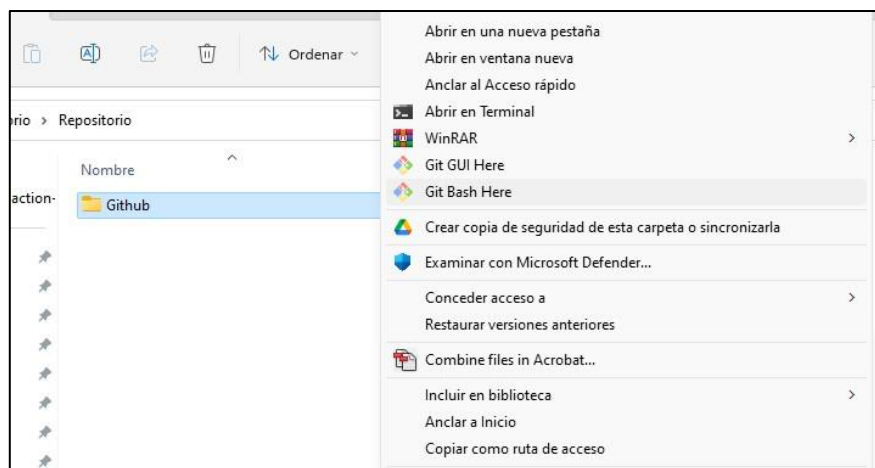 Ordenar
orio > Repositorio
Nombre
action-
Github
Abrir en una nueva pestaña
Abrir en ventana nueva
Anclar al Acceso rápido
Abrir en Terminal
WinRAR
Git GUI Here
Git Bash Here
Crear copia de seguridad de esta carpeta o sincronizarla
Examinar con Microsoft Defender...
Conceder acceso a
Restaurar versiones anteriores
Combine files in Acrobat...
Incluir en biblioteca
Anclar a Inicio
Copiar como ruta de acceso